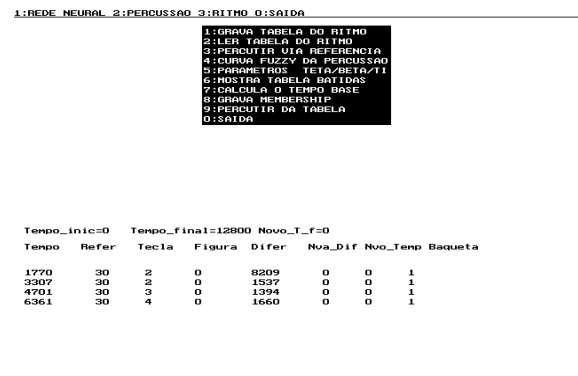 1:REDE NEURAL 2:PERCUSSAO 3:RITMO 0:SAIDA
1:GRAVA TABELA DO RITMO
2:LER TABELA DO RITMO
3:PERCUTIR VIA REFERENCIA
4:CURVA FUZZY DA PERCUSSAO
5:PARAMETROS TETA/BETA/TI
6:MOSTRA TABELA BATIDAS
7:CALCULA O TEMPO BASE
8:GRAVA MEMBERSHIP
9:PERCUTIR DA TABELA
0:SAIDA
Tempo_inic=0 Tempo_final=12800 Novo_T_f=0
Tempo Refer Tecla Figura Difer Nva_Dif Nvo_Temp Baqueta
1770 30 2 0 8209 0 0 1
3307 30 2 0 1537 0 0 1
4701 30 3 0 1394 0 0 1
6361 30 4 0 1660 0 0 1